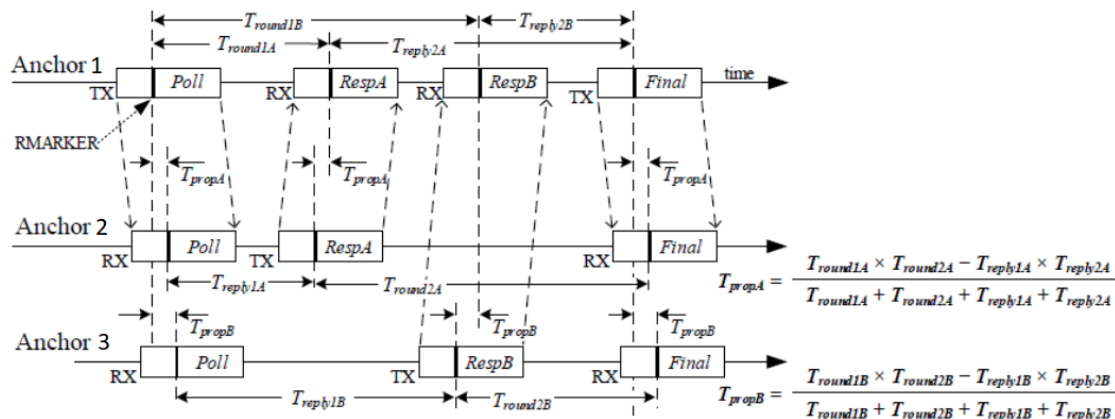 T_round1B T_reply2B
T_round1A T_reply2A
Anchor 1 Poll RespA RespB Final time
TX RX RX TX
RMARKER
T_propA T_propA T_propA
Anchor 2 Poll RespA Final
RX TX RX
T_reply1A T_round2A
T_propA = (T_round1A × T_round2A − T_reply1A × T_reply2A) / (T_round1A + T_round2A + T_reply1A + T_reply2A)
T_propB T_propB T_propB
Anchor 3 Poll RespB Final
RX TX RX
T_reply1B T_round2B
T_propB = (T_round1B × T_round2B − T_reply1B × T_reply2B) / (T_round1B + T_round2B + T_reply1B + T_reply2B)